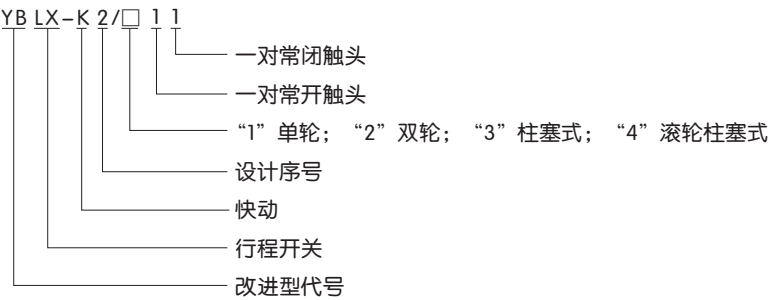 YB LX-K 2/□ 1 1
一对常闭触头
一对常开触头
“1”单轮；“2”双轮；“3”柱塞式；“4”滚轮柱塞式
设计序号
快动
行程开关
改进型代号